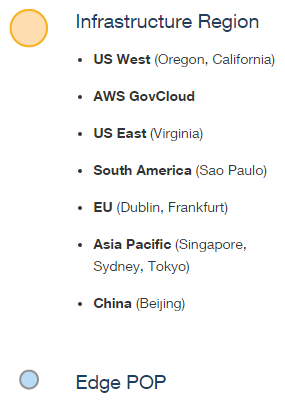 Infrastructure Region
• US West (Oregon, California)
• AWS GovCloud
• US East (Virginia)
• South America (Sao Paulo)
• EU (Dublin, Frankfurt)
• Asia Pacific (Singapore,
Sydney, Tokyo)
• China (Beijing)
Edge POP